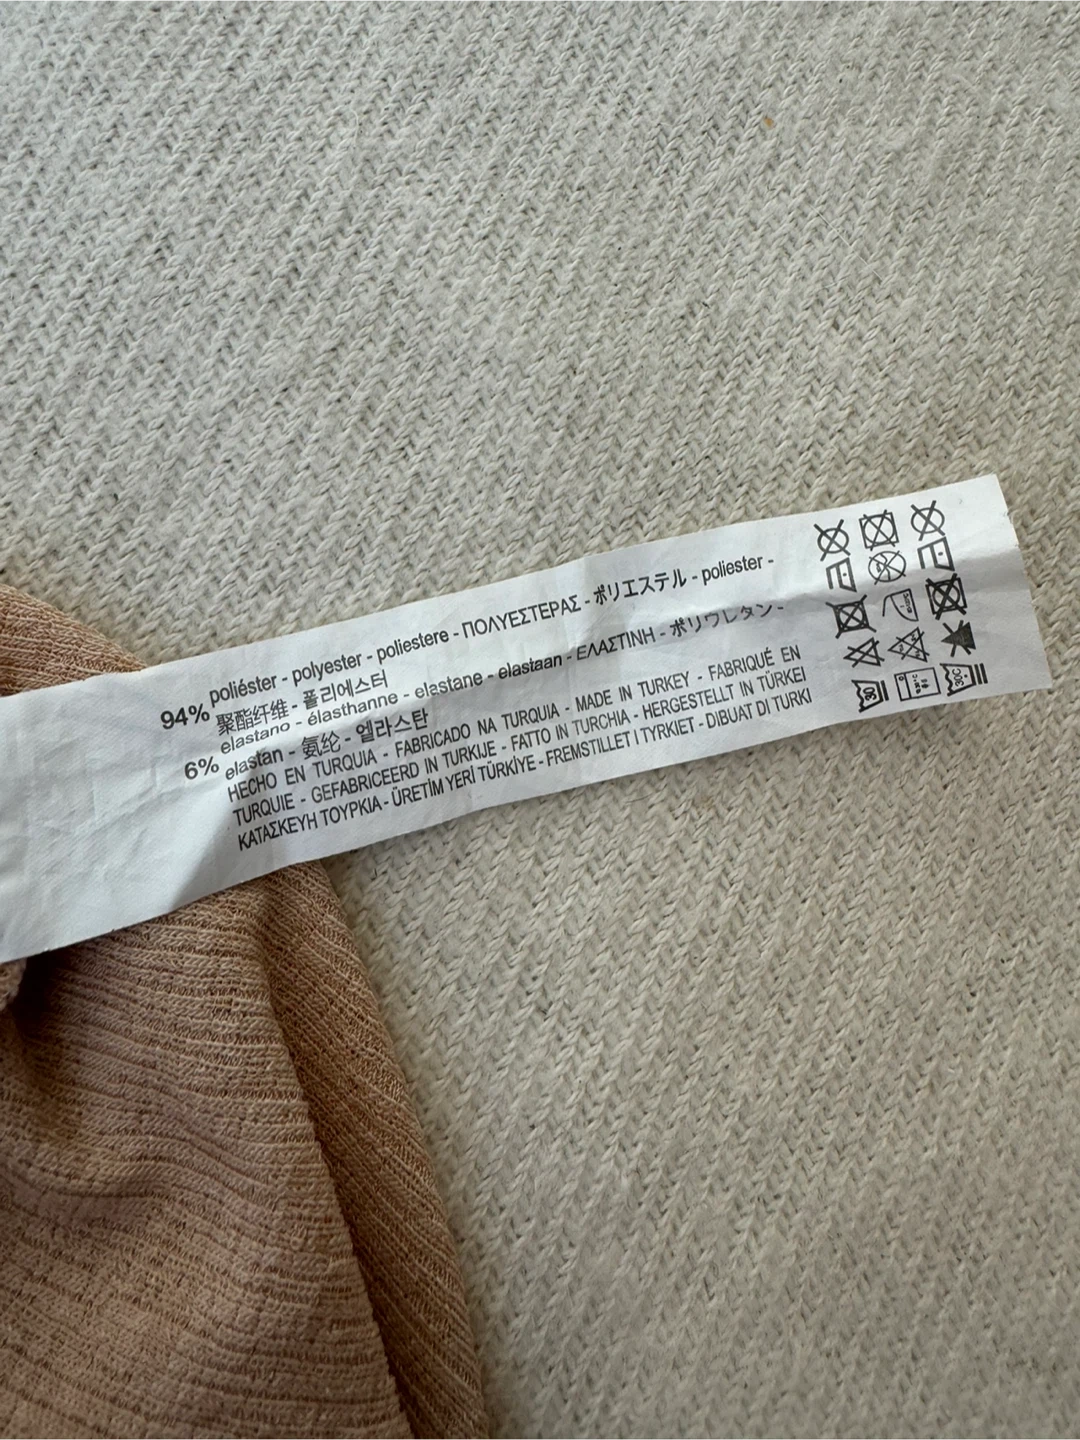 94% poliéster - polyester - poliestere - ΠΟΛΥΕΣΤΕΡΑΣ - ポリエステル - poliester -
聚酯纤维 - 폴리에스터
6% elastano - élasthanne - elastane - elastaan - ΕΛΑΣΤΙΝΗ - ポリウレタン -
elastan - 氨纶 - 엘라스탄
HECHO EN TURQUIA - FABRICADO NA TURQUIA - MADE IN TURKEY - FABRIQUÉ EN
TURQUIE - GEFABRICEERD IN TURKIJE - FATTO IN TURCHIA - HERGESTELLT IN TÜRKEI
ΚΑΤΑΣΚΕΥΗ ΤΟΥΡΚΙΑ - ÜRETİM YERİ TÜRKİYE - FREMSTILLET I TYRKIET - DIBUAT DI TURKI
30
30C